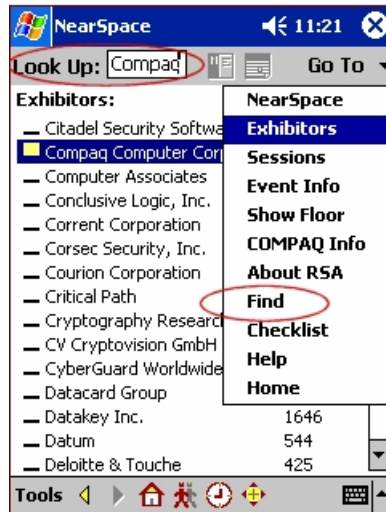 NearSpace 11:21
Look Up: Compaq Go To
Exhibitors:
Citadel Security Softwa
Compaq Computer Corp
Computer Associates
Conclusive Logic, Inc.
Corrent Corporation
Corsec Security, Inc.
Courion Corporation
Critical Path
Cryptography Research
CV Cryptovision GmbH
CyberGuard Worldwide
Datacard Group
Datakey Inc. 1646
Datum 544
Deloitte & Touche 425
NearSpace
Exhibitors
Sessions
Event Info
Show Floor
COMPAQ Info
About RSA
Find
Checklist
Help
Home
Tools